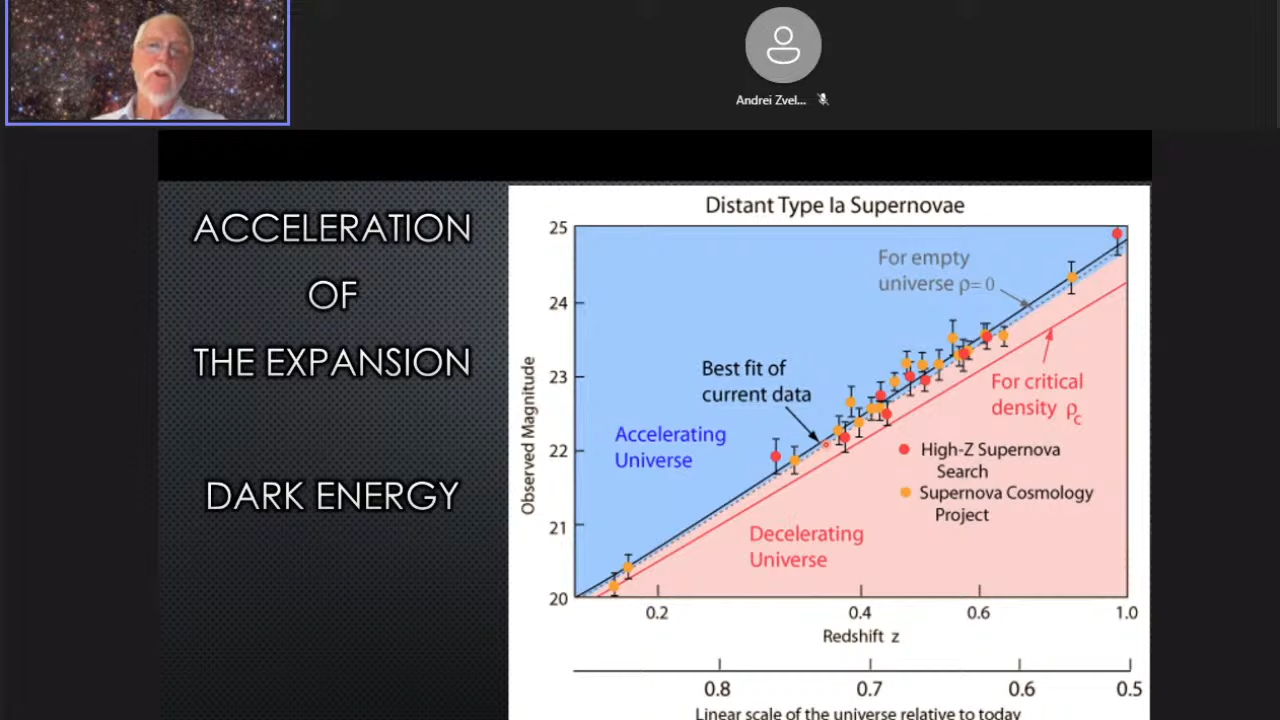 Andrei Zvel...
ACCELERATION
OF
THE EXPANSION
DARK ENERGY
Distant Type Ia Supernovae
25
24
23
22
21
20
Observed Magnitude
For empty
universe ρ= 0
Best fit of
current data
For critical
density ρc
Accelerating
Universe
High-Z Supernova
Search
Supernova Cosmology
Project
Decelerating
Universe
0.2 0.4 0.6 1.0
Redshift z
0.8 0.7 0.6 0.5
Linear scale of the universe relative to today